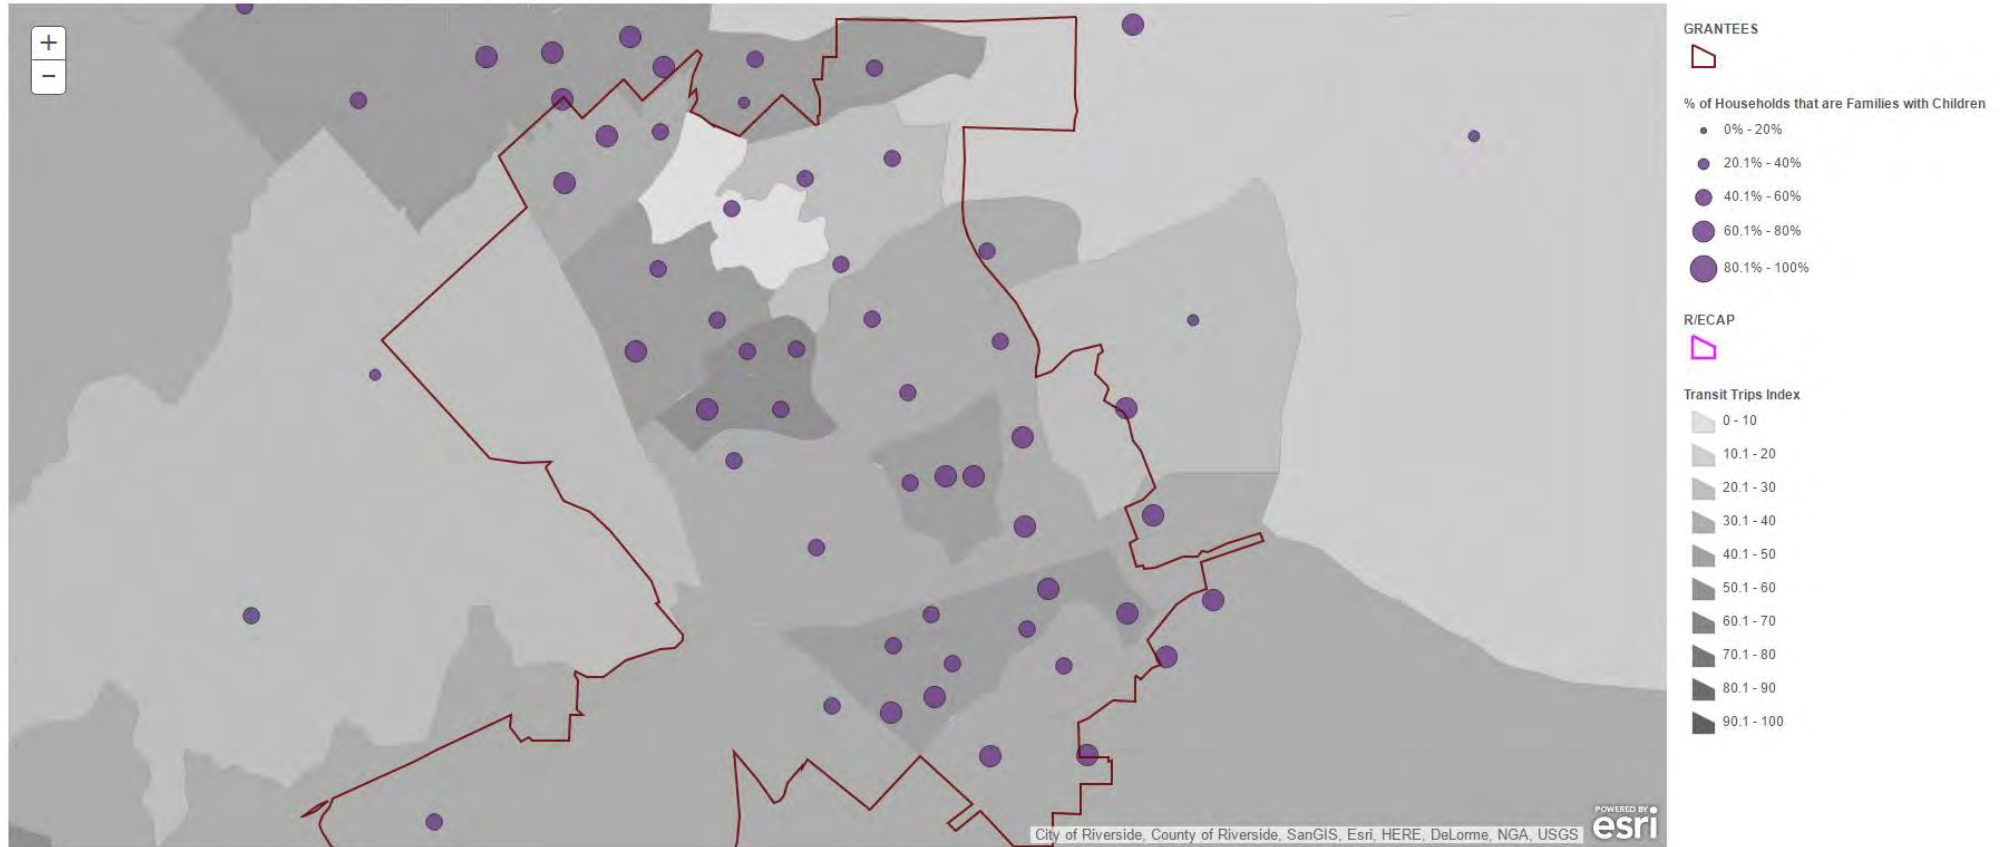 +
−
GRANTEES
% of Households that are Families with Children
0% - 20%
20.1% - 40%
40.1% - 60%
60.1% - 80%
80.1% - 100%
R/ECAP
Transit Trips Index
0 - 10
10.1 - 20
20.1 - 30
30.1 - 40
40.1 - 50
50.1 - 60
60.1 - 70
70.1 - 80
80.1 - 90
90.1 - 100
POWERED BY
esri
City of Riverside, County of Riverside, SanGIS, Esri, HERE, DeLorme, NGA, USGS